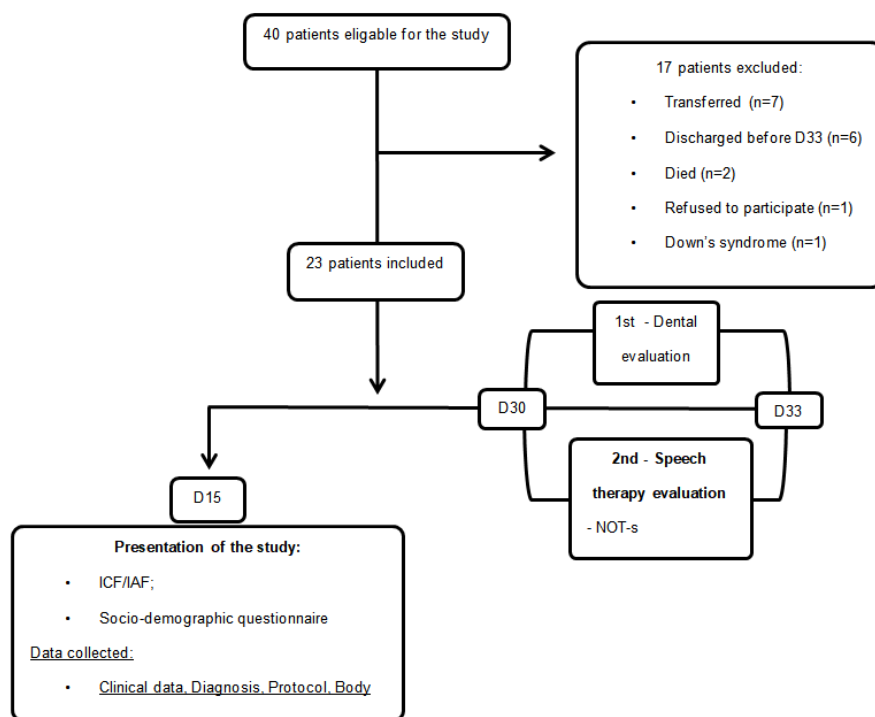 40 patients eligable for the study
17 patients excluded:
• Transferred (n=7)
• Discharged before D33 (n=6)
• Died (n=2)
• Refused to participate (n=1)
• Down's syndrome (n=1)
23 patients included
1st - Dental
evaluation
D30
D33
2nd - Speech
therapy evaluation
- NOT-s
D15
Presentation of the study:
• ICF/IAF;
• Socio-demographic questionnaire
Data collected:
• Clinical data, Diagnosis, Protocol, Body